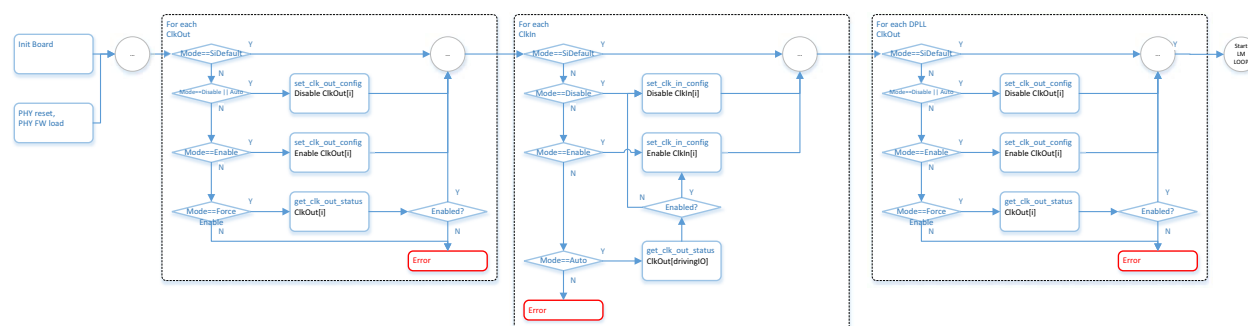 Init Board
PHY reset,
PHY FW load
...
For each
ClkOut
Mode==SiDefault
Y
N
Mode==Disable || Auto
Y
set_clk_out_config
Disable ClkOut[i]
N
Mode==Enable
Y
set_clk_out_config
Enable ClkOut[i]
N
Mode==Force
Enable
Y
get_clk_out_status
ClkOut[i]
N
Enabled?
Y
N
Error
...
For each
ClkIn
Mode==SiDefault
Y
N
Mode==Disable
Y
set_clk_in_config
Disable ClkIn[i]
N
Mode==Enable
Y
set_clk_in_config
Enable ClkIn[i]
N
Y
N
Enabled?
Mode==Auto
Y
get_clk_out_status
ClkOut[drivingIO]
N
Error
...
For each DPLL
ClkOut
Mode==SiDefault
Y
N
Mode==Disable || Auto
Y
set_clk_out_config
Disable ClkOut[i]
N
Mode==Enable
Y
set_clk_out_config
Enable ClkOut[i]
N
Mode==Force
Enable
Y
get_clk_out_status
ClkOut[i]
N
Enabled?
Y
N
Error
...
Y
Start
LM
LOOP